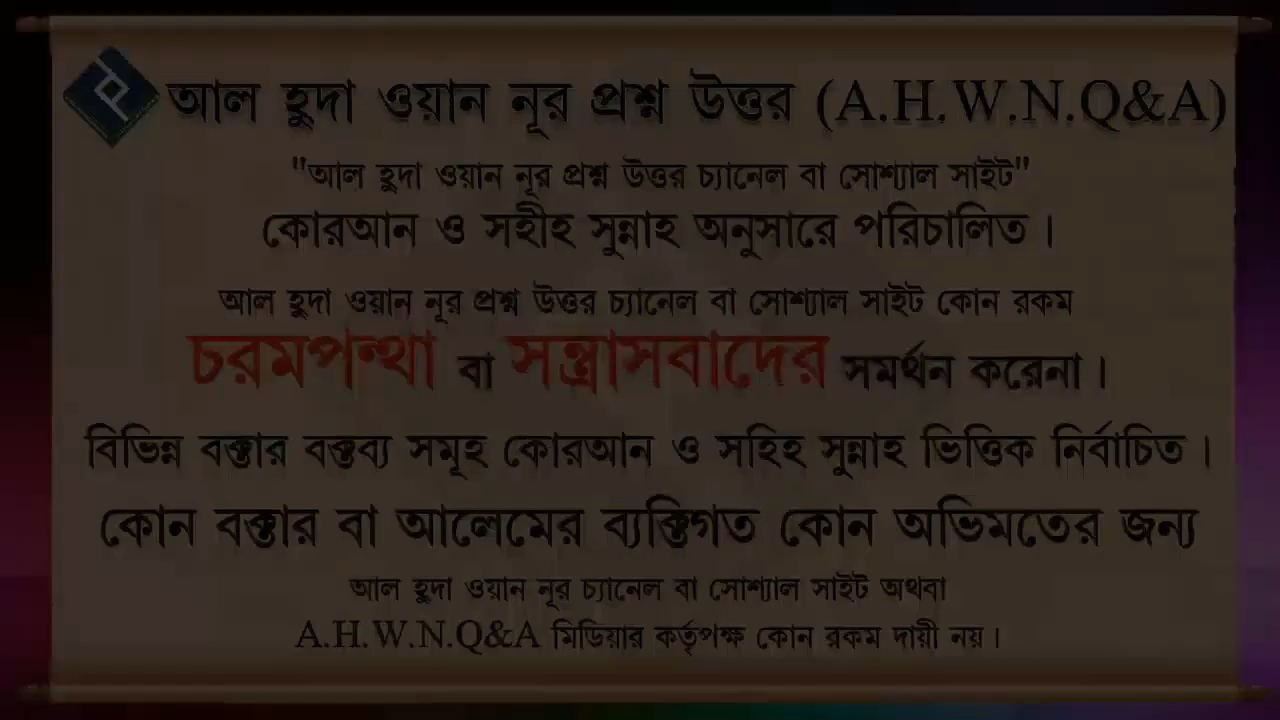 আল হুদা ওয়ান নূর প্রশ্ন উত্তর (A.H.W.N.Q&A)
"আল হুদা ওয়ান নূর প্রশ্ন উত্তর চ্যানেল বা সোশ্যাল সাইট"
কোরআন ও সহীহ সুন্নাহ অনুসারে পরিচালিত।
আল হুদা ওয়ান নূর প্রশ্ন উত্তর চ্যানেল বা সোশ্যাল সাইট কোন রকম
চরমপন্থা বা সন্ত্রাসবাদের সমর্থন করেনা।
বিভিন্ন বক্তার বক্তব্য সমূহ কোরআন ও সহিহ সুন্নাহ ভিত্তিক নির্বাচিত।
কোন বক্তার বা আলেমের ব্যক্তিগত কোন অভিমতের জন্য
আল হুদা ওয়ান নূর চ্যানেল বা সোশ্যাল সাইট অথবা
A.H.W.N.Q&A মিডিয়ার কর্তৃপক্ষ কোন রকম দায়ী নয়।